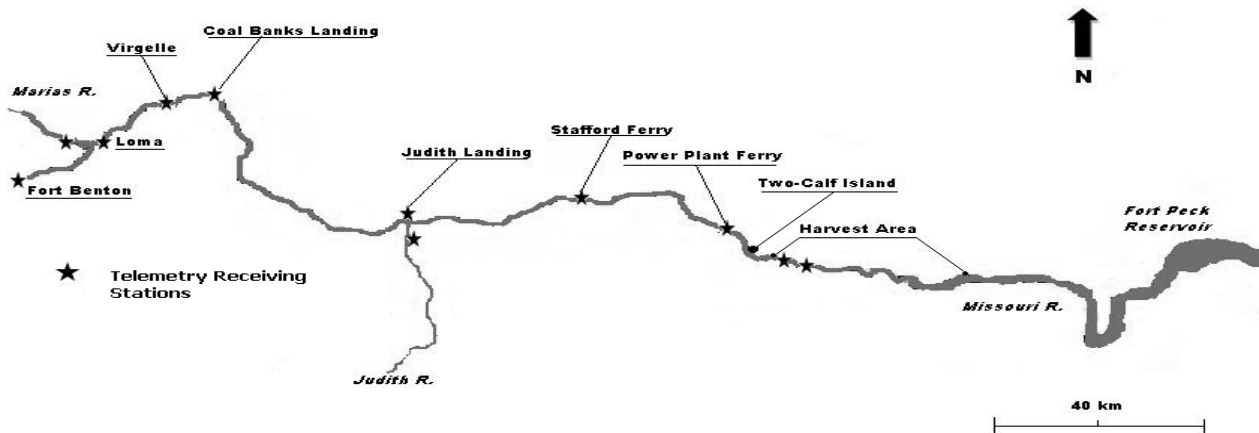 Coal Banks Landing
Virgelle
N
Marias R.
Loma
Stafford Ferry
Judith Landing
Power Plant Ferry
Two-Calf Island
Fort Benton
Fort Peck
Reservoir
Harvest Area
Telemetry Receiving
Stations
Missouri R.
Judith R.
40 km